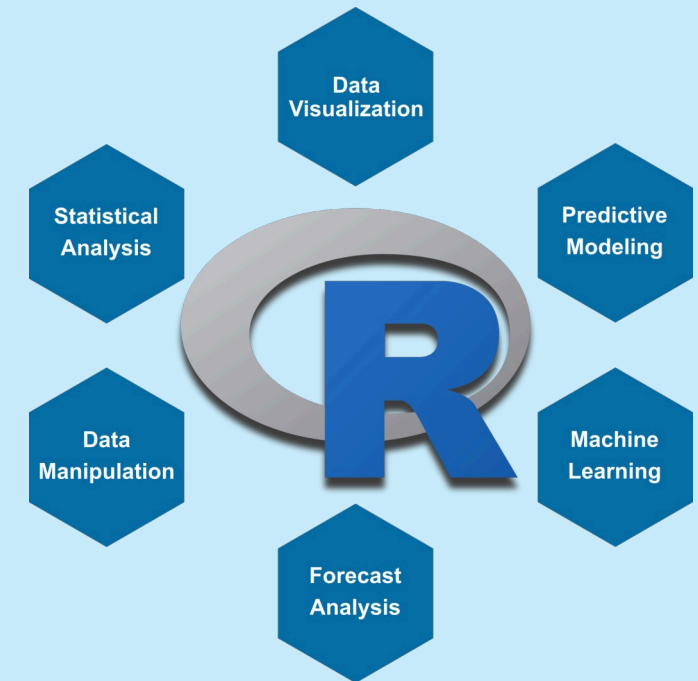 Data
Visualization
Statistical
Analysis
Predictive
Modeling
R
Data
Manipulation
Machine
Learning
Forecast
Analysis